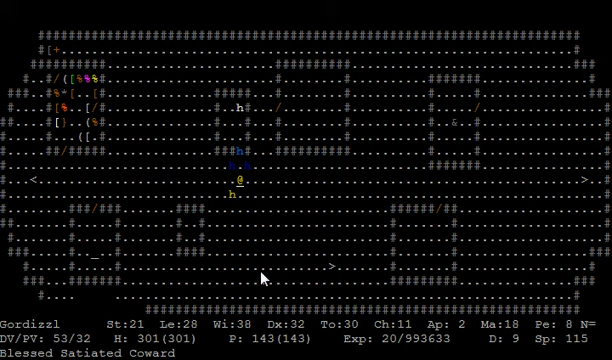 Gordizzl St:21 Le:28 Wi:38 Dx:32 To:30 Ch:11 Ap: 2 Ma:18 Pe: 8 N=
DV/PV: 53/32 H: 301(301) P: 143(143) Exp: 20/993633 D: 9 Sp: 115
Blessed Satiated Coward